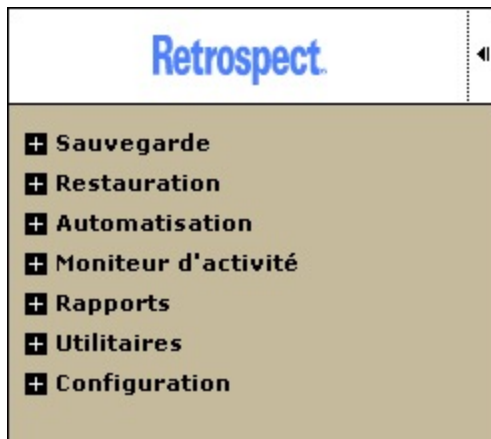 Retrospect
Sauvegarde
Restauration
Automatisation
Moniteur d'activité
Rapports
Utilitaires
Configuration